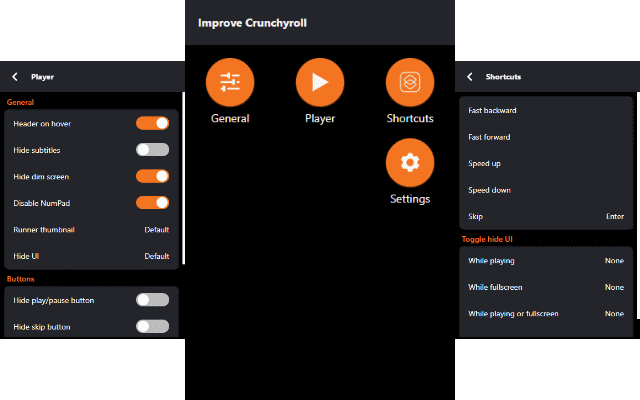 Player
General
Header on hover
Hide subtitles
Hide dim screen
Disable NumPad
Runner thumbnail Default
Hide UI Default
Buttons
Hide play/pause button
Hide skip button
Improve Crunchyroll
General Player Shortcuts
Settings
Shortcuts
Fast backward
Fast forward
Speed up
Speed down
Skip Enter
Toggle hide UI
While playing None
While fullscreen None
While playing or fullscreen None